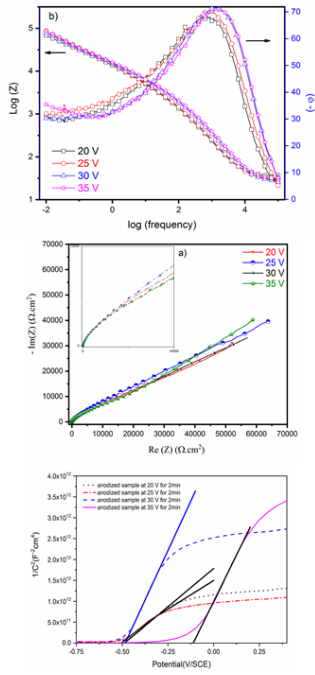 b)
Log (Z)
5
4
3
2
1
70
60
50
40
30
20
10
0
(- φ)
20 V
25 V
30 V
35 V
-2 0 2 4
log (frequency)
a)
- Im(Z) (Ω.cm²)
70000
60000
50000
40000
30000
20000
10000
0
20 V
25 V
30 V
35 V
0 10000 20000 30000 40000 50000 60000 70000
Re (Z) (Ω.cm²)
1/C²(F⁻²cm⁴)
4.0x10¹²
3.5x10¹²
3.0x10¹²
2.5x10¹²
2.0x10¹²
1.5x10¹²
1.0x10¹²
5.0x10¹¹
0.0
anodized sample at 20 V for 2min
anodized sample at 25 V for 2min
anodized sample at 30 V for 2min
anodized sample at 35 V for 2min
-0.75 -0.50 -0.25 0.00 0.25
Potential(V/SCE)